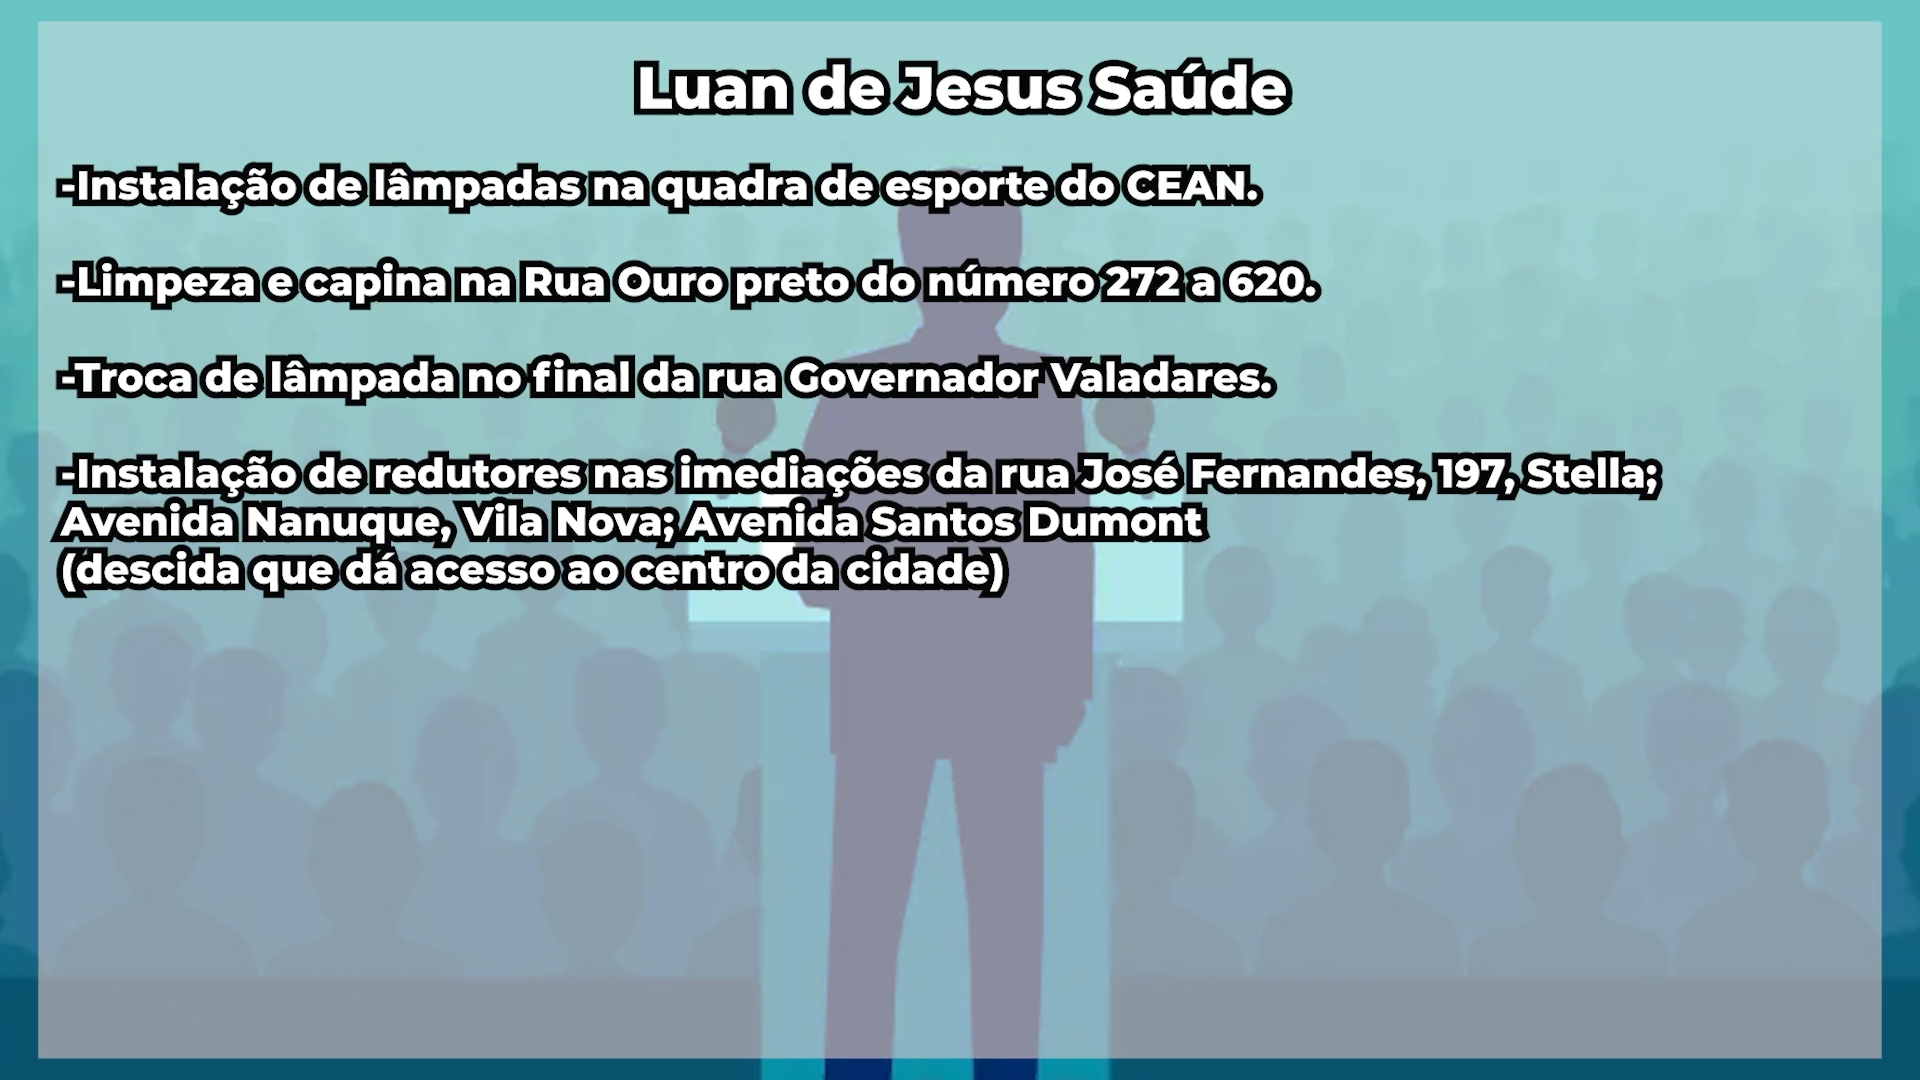 Luan de Jesus Saúde
-Instalação de lâmpadas na quadra de esporte do CEAN.
-Limpeza e capina na Rua Ouro preto do número 272 a 620.
-Troca de lâmpada no final da rua Governador Valadares.
-Instalação de redutores nas imediações da rua José Fernandes, 197, Stella;
Avenida Nanuque, Vila Nova; Avenida Santos Dumont
(descida que dá acesso ao centro da cidade)